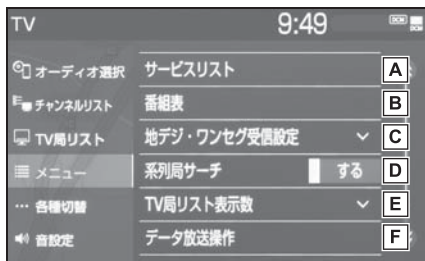 TV
9:49
オーディオ選択
チャンネルリスト
TV局リスト
メニュー
各種切替
音設定
サービスリスト
A
番組表
B
地デジ・ワンセグ受信設定
C
系列局サーチ
する
D
TV局リスト表示数
E
データ放送操作
F